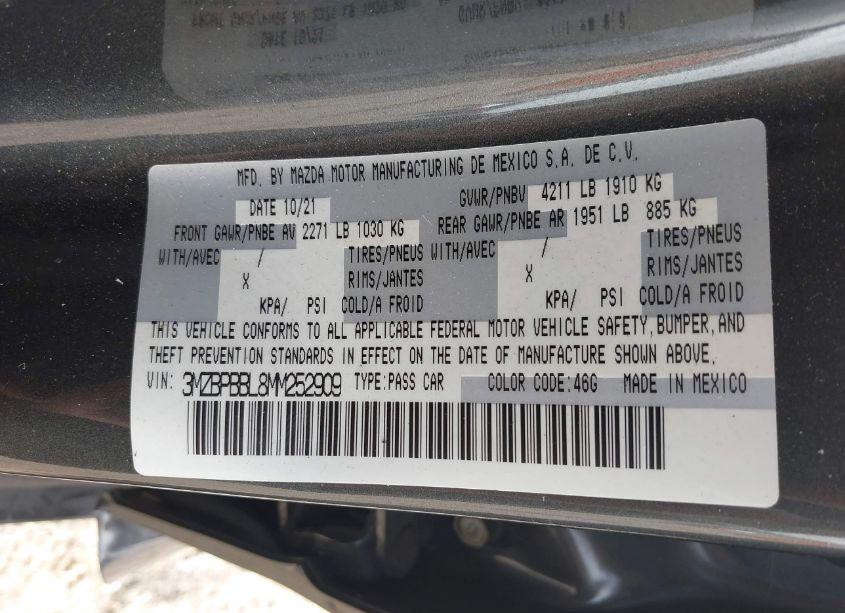 MFD. BY MAZDA MOTOR MANUFACTURING DE MEXICO S.A. DE C.V.
DATE 10/21 GVWR/PNBV 4211 LB 1910 KG
FRONT GAWR/PNBE AV 2271 LB 1030 KG REAR GAWR/PNBE AR 1951 LB 885 KG
WITH/AVEC / TIRES/PNEUS WITH/AVEC / TIRES/PNEUS
X RIMS/JANTES X RIMS/JANTES
KPA/ PSI COLD/A FROID KPA/ PSI COLD/A FROID
THIS VEHICLE CONFORMS TO ALL APPLICABLE FEDERAL MOTOR VEHICLE SAFETY,BUMPER,AND
THEFT PREVENTION STANDARDS IN EFFECT ON THE DATE OF MANUFACTURE SHOWN ABOVE.
VIN: 3MZBPBBL8MM252909 TYPE:PASS CAR COLOR CODE:46G MADE IN MEXICO